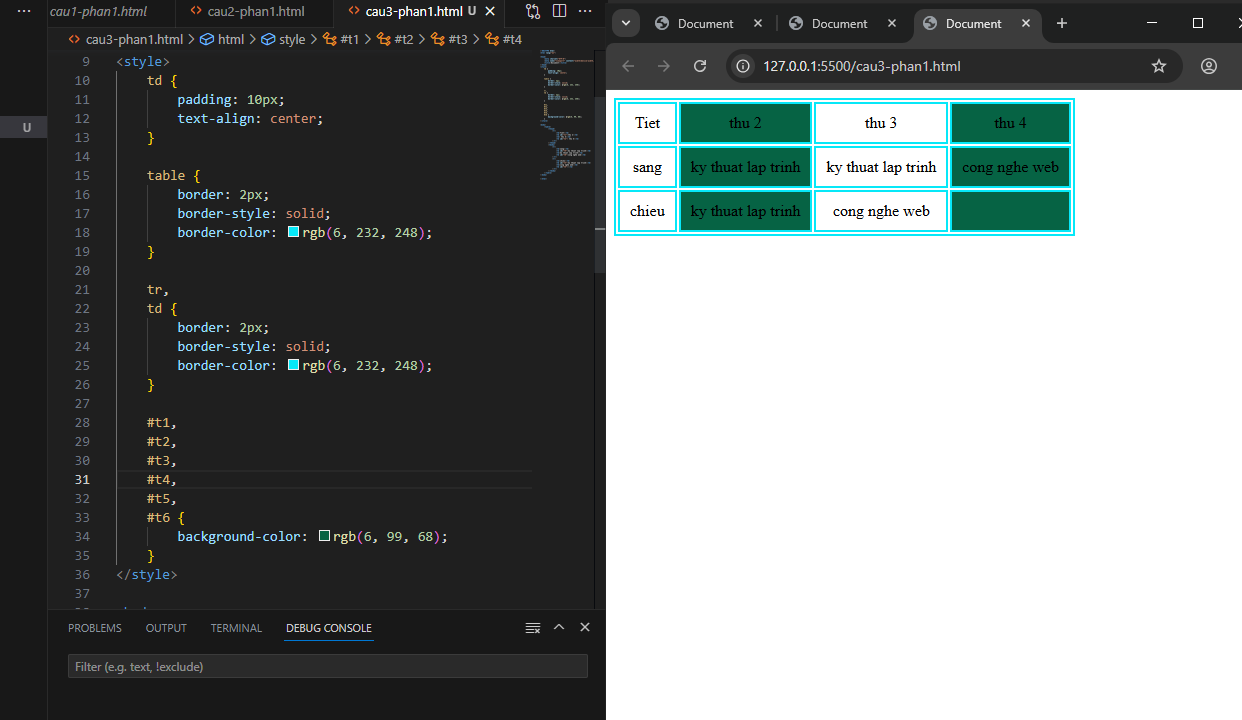 cau1-phan1.html
cau2-phan1.html
cau3-phan1.html U
cau3-phan1.html > html > style > #t1 > #t2 > #t3 > #t4
U
9 <style>
10 td {
11 padding: 10px;
12 text-align: center;
13 }
14
15 table {
16 border: 2px;
17 border-style: solid;
18 border-color: rgb(6, 232, 248);
19 }
20
21 tr,
22 td {
23 border: 2px;
24 border-style: solid;
25 border-color: rgb(6, 232, 248);
26 }
27
28 #t1,
29 #t2,
30 #t3,
31 #t4,
32 #t5,
33 #t6 {
34 background-color: rgb(6, 99, 68);
35 }
36 </style>
37
PROBLEMS OUTPUT TERMINAL DEBUG CONSOLE
Filter (e.g. text, !exclude)
Document Document Document
127.0.0.1:5500/cau3-phan1.html
Tiet thu 2 thu 3 thu 4
sang ky thuat lap trinh ky thuat lap trinh cong nghe web
chieu ky thuat lap trinh cong nghe web